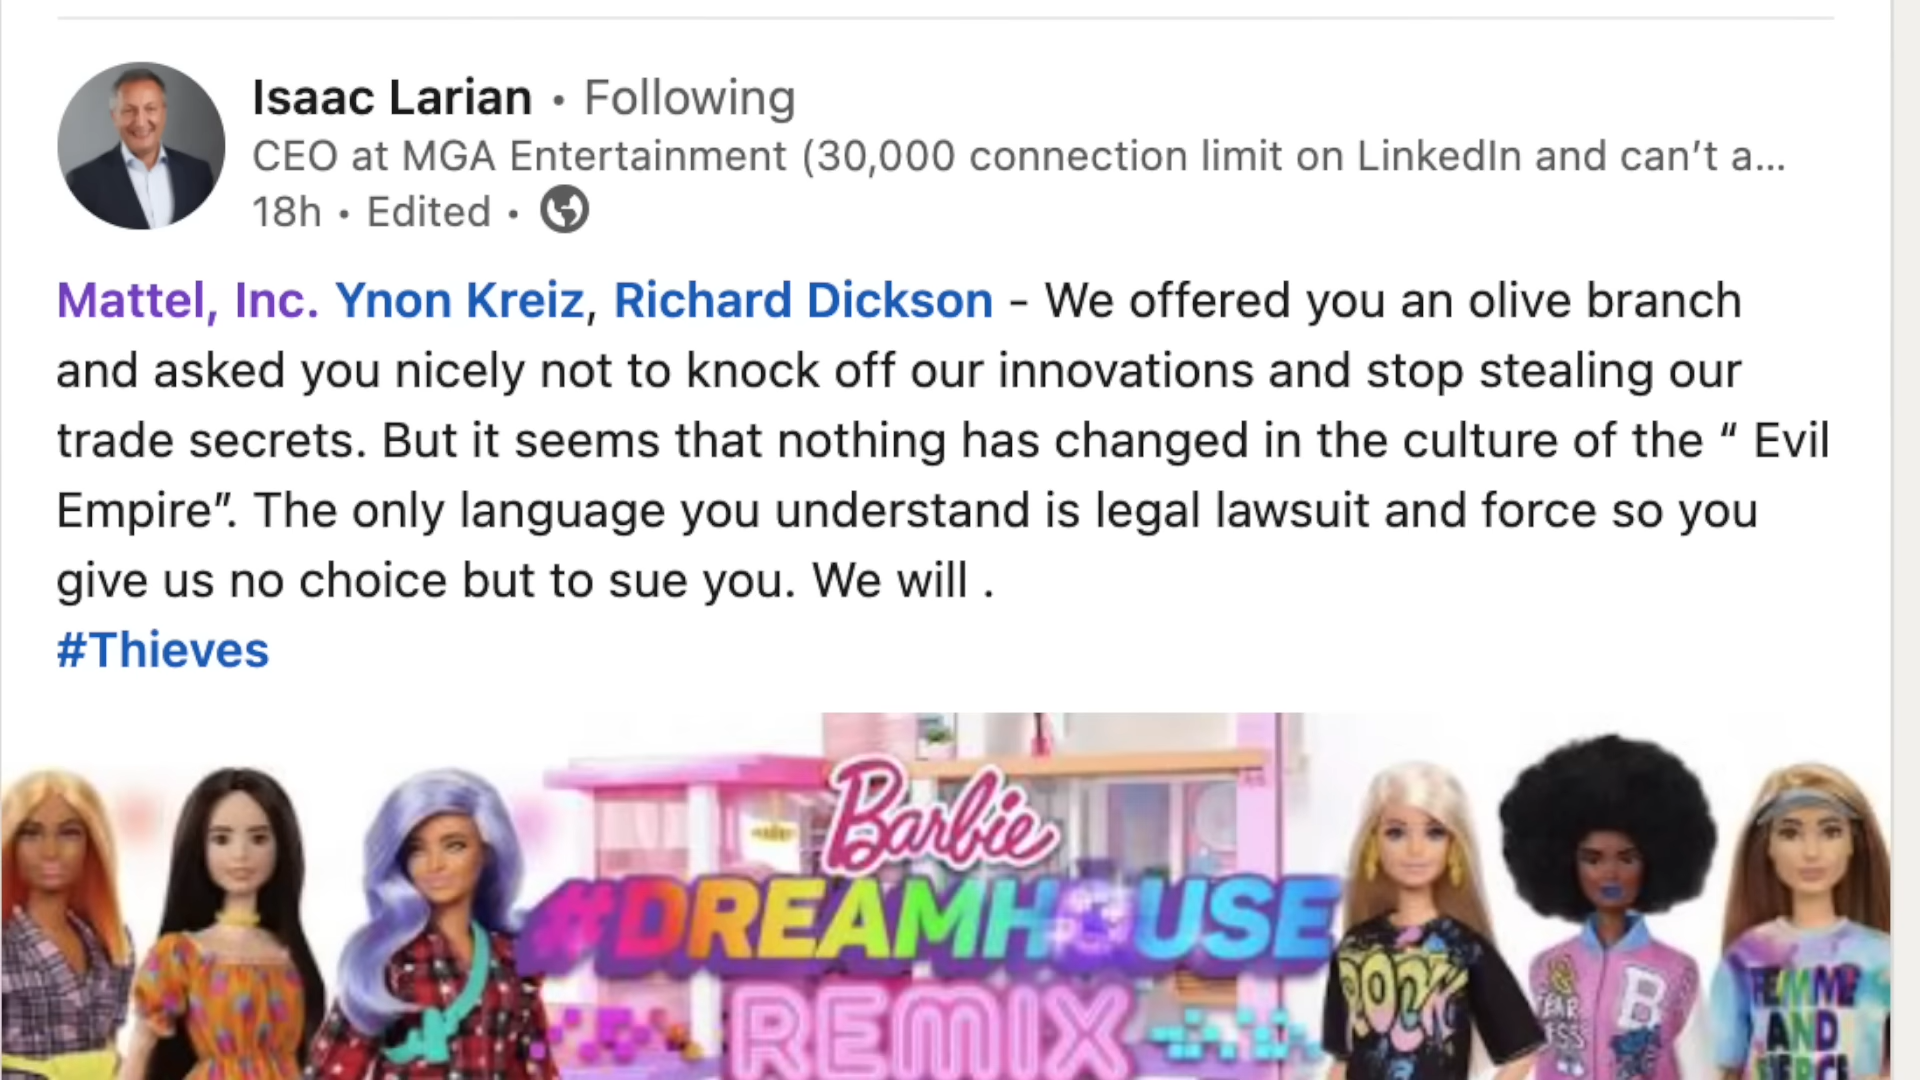 Isaac Larian • Following
CEO at MGA Entertainment (30,000 connection limit on LinkedIn and can’t a...
18h • Edited •
Mattel, Inc. Ynon Kreiz, Richard Dickson - We offered you an olive branch
and asked you nicely not to knock off our innovations and stop stealing our
trade secrets. But it seems that nothing has changed in the culture of the “ Evil
Empire”. The only language you understand is legal lawsuit and force so you
give us no choice but to sue you. We will .
#Thieves
Barbie
#DREAMHOUSE
REMIX
ROCK
B
FEMME
AND